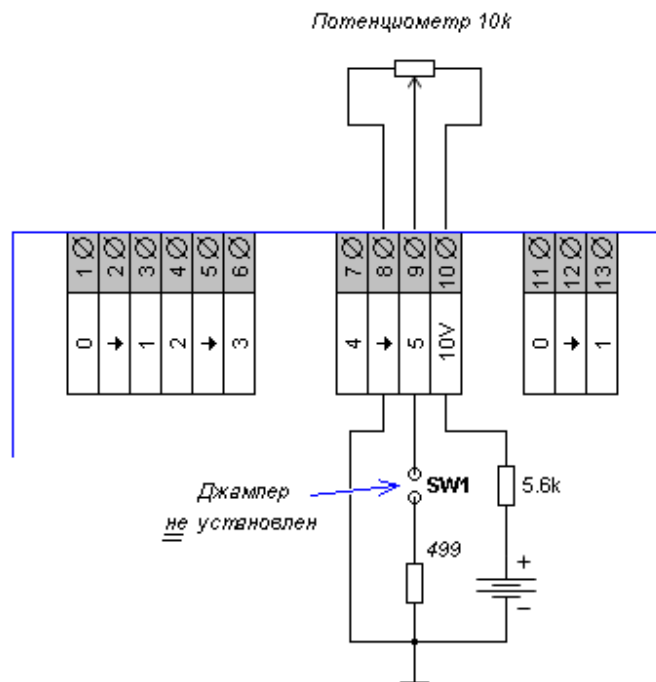 Потенциометр 10k
1 2 3 4 5 6
0 1 2 3
7 8 9 10
4 5 10V
11 12 13
0 1
Джампер
не установлен
SW1
5.6k
499
+
−